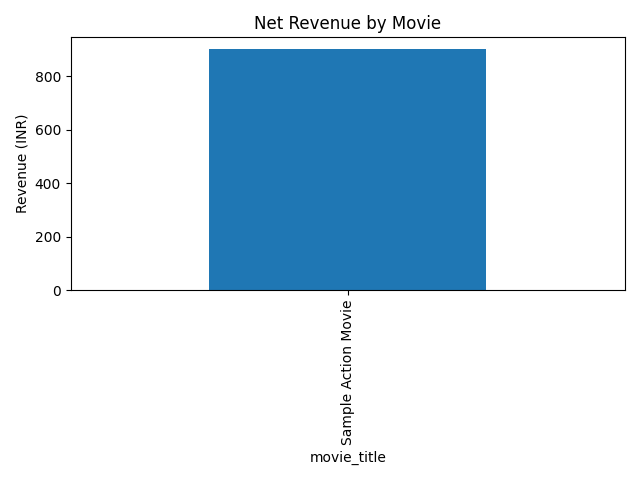 Net Revenue by Movie
Revenue (INR)
800
600
400
200
0
Sample Action Movie
movie_title